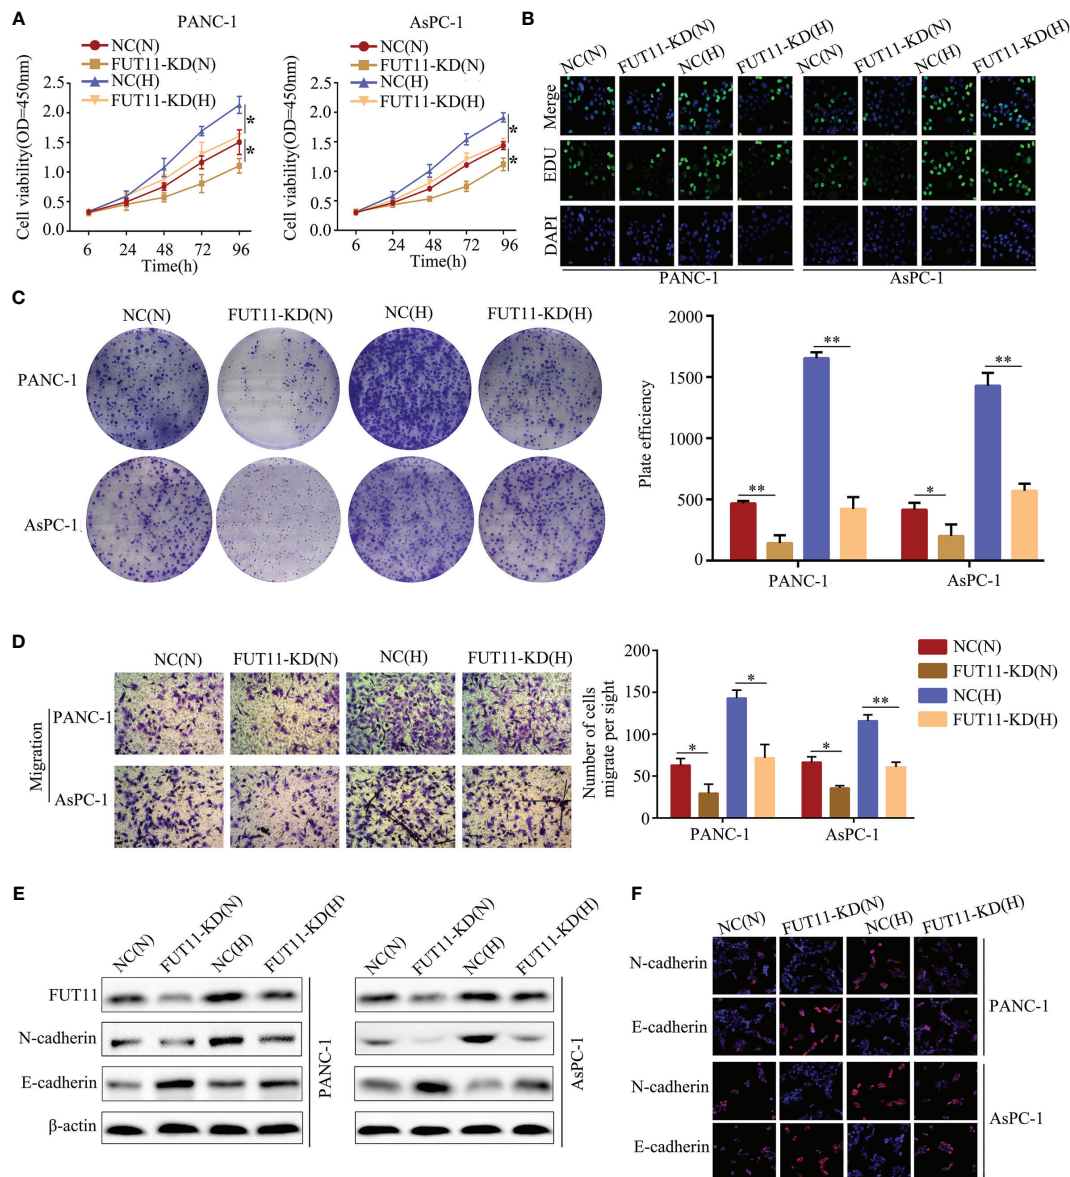 A
PANC-1
NC(N)
FUT11-KD(N)
NC(H)
FUT11-KD(H)
Cell viability(OD=450nm)
2.5
2.0
1.5
1.0
0.5
0.0
6 24 48 72 96
Time(h)
*
*
AsPC-1
NC(N)
FUT11-KD(N)
NC(H)
FUT11-KD(H)
Cell viability(OD=450nm)
2.5
2.0
1.5
1.0
0.5
0.0
6 24 48 72 96
Time(h)
*
*
B
NC(N) FUT11-KD(N) NC(H) FUT11-KD(H) NC(N) FUT11-KD(N) NC(H) FUT11-KD(H)
Merge
EDU
DAPI
PANC-1 AsPC-1
C
NC(N) FUT11-KD(N) NC(H) FUT11-KD(H)
PANC-1
AsPC-1
Plate efficiency
2000
1500
1000
500
0
** ** * **
PANC-1 AsPC-1
D
NC(N) FUT11-KD(N) NC(H) FUT11-KD(H)
Migration
PANC-1
AsPC-1
Number of cells
migrate per sight
200
150
100
50
0
* * * **
PANC-1 AsPC-1
NC(N)
FUT11-KD(N)
NC(H)
FUT11-KD(H)
E
NC(N) FUT11-KD(N) NC(H) FUT11-KD(H) NC(N) FUT11-KD(N) NC(H) FUT11-KD(H)
FUT11
N-cadherin
E-cadherin
β-actin
PANC-1
AsPC-1
F
NC(N) FUT11-KD(N) NC(H) FUT11-KD(H)
N-cadherin
E-cadherin
PANC-1
N-cadherin
E-cadherin
AsPC-1